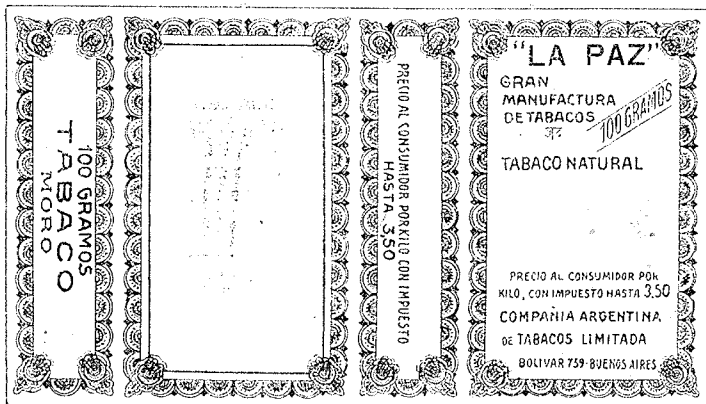 100 GRAMOS
TABACO
MORO
PRECIO AL CONSUMIDOR POR KILO CON IMPUESTO
HASTA 3,50
"LA PAZ"
GRAN
MANUFACTURA
DE TABACOS
100 GRAMOS
TABACO NATURAL
PRECIO AL CONSUMIDOR POR
KILO, CON IMPUESTO HASTA 3.50
COMPAÑIA ARGENTINA
DE TABACOS LIMITADA
BOLIVAR 759-BUENOS AIRES